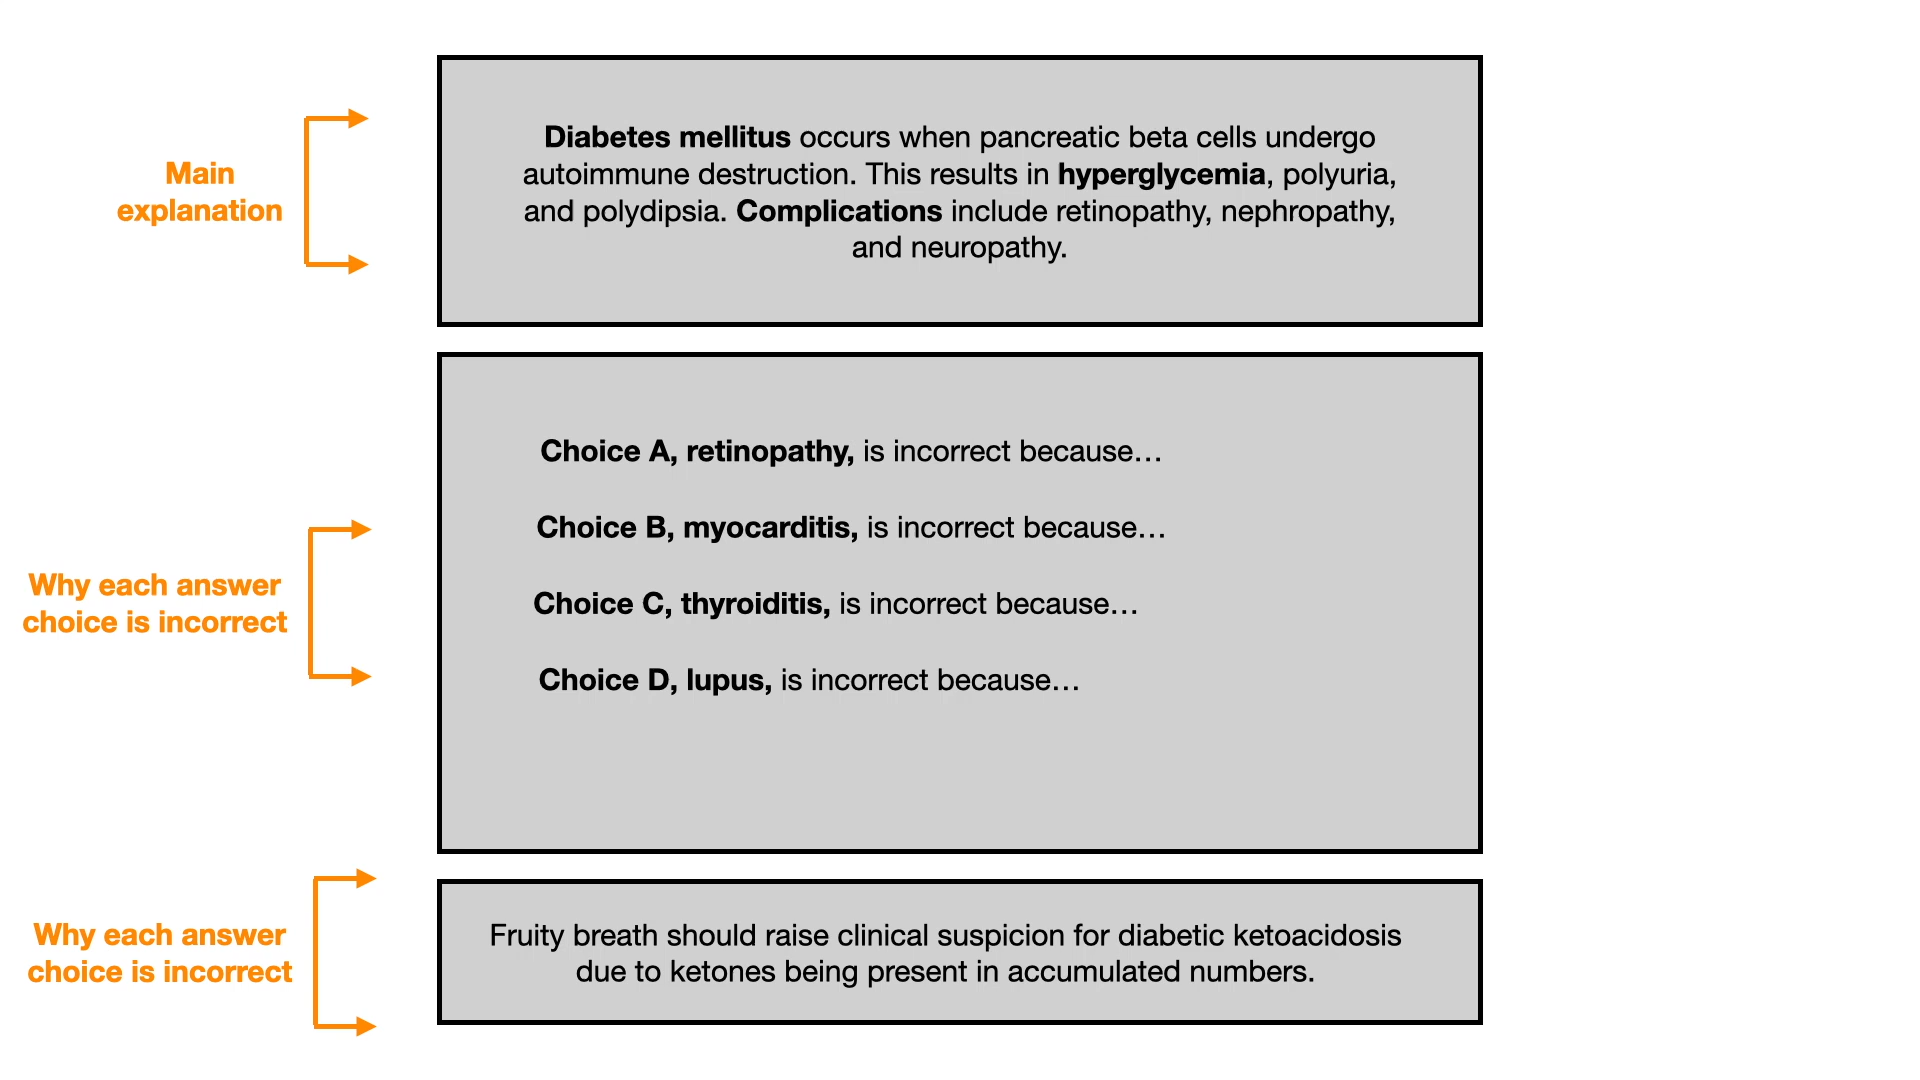 Main
explanation
Diabetes mellitus occurs when pancreatic beta cells undergo
autoimmune destruction. This results in hyperglycemia, polyuria,
and polydipsia. Complications include retinopathy, nephropathy,
and neuropathy.
Why each answer
choice is incorrect
Choice A, retinopathy, is incorrect because…
Choice B, myocarditis, is incorrect because…
Choice C, thyroiditis, is incorrect because…
Choice D, lupus, is incorrect because…
Why each answer
choice is incorrect
Fruity breath should raise clinical suspicion for diabetic ketoacidosis
due to ketones being present in accumulated numbers.